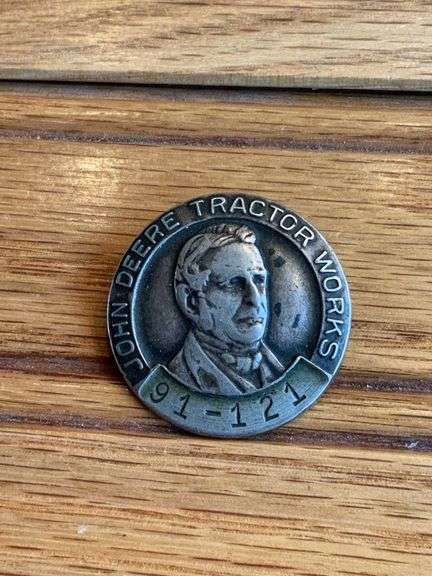 JOHN DEERE TRACTOR WORKS
91-121